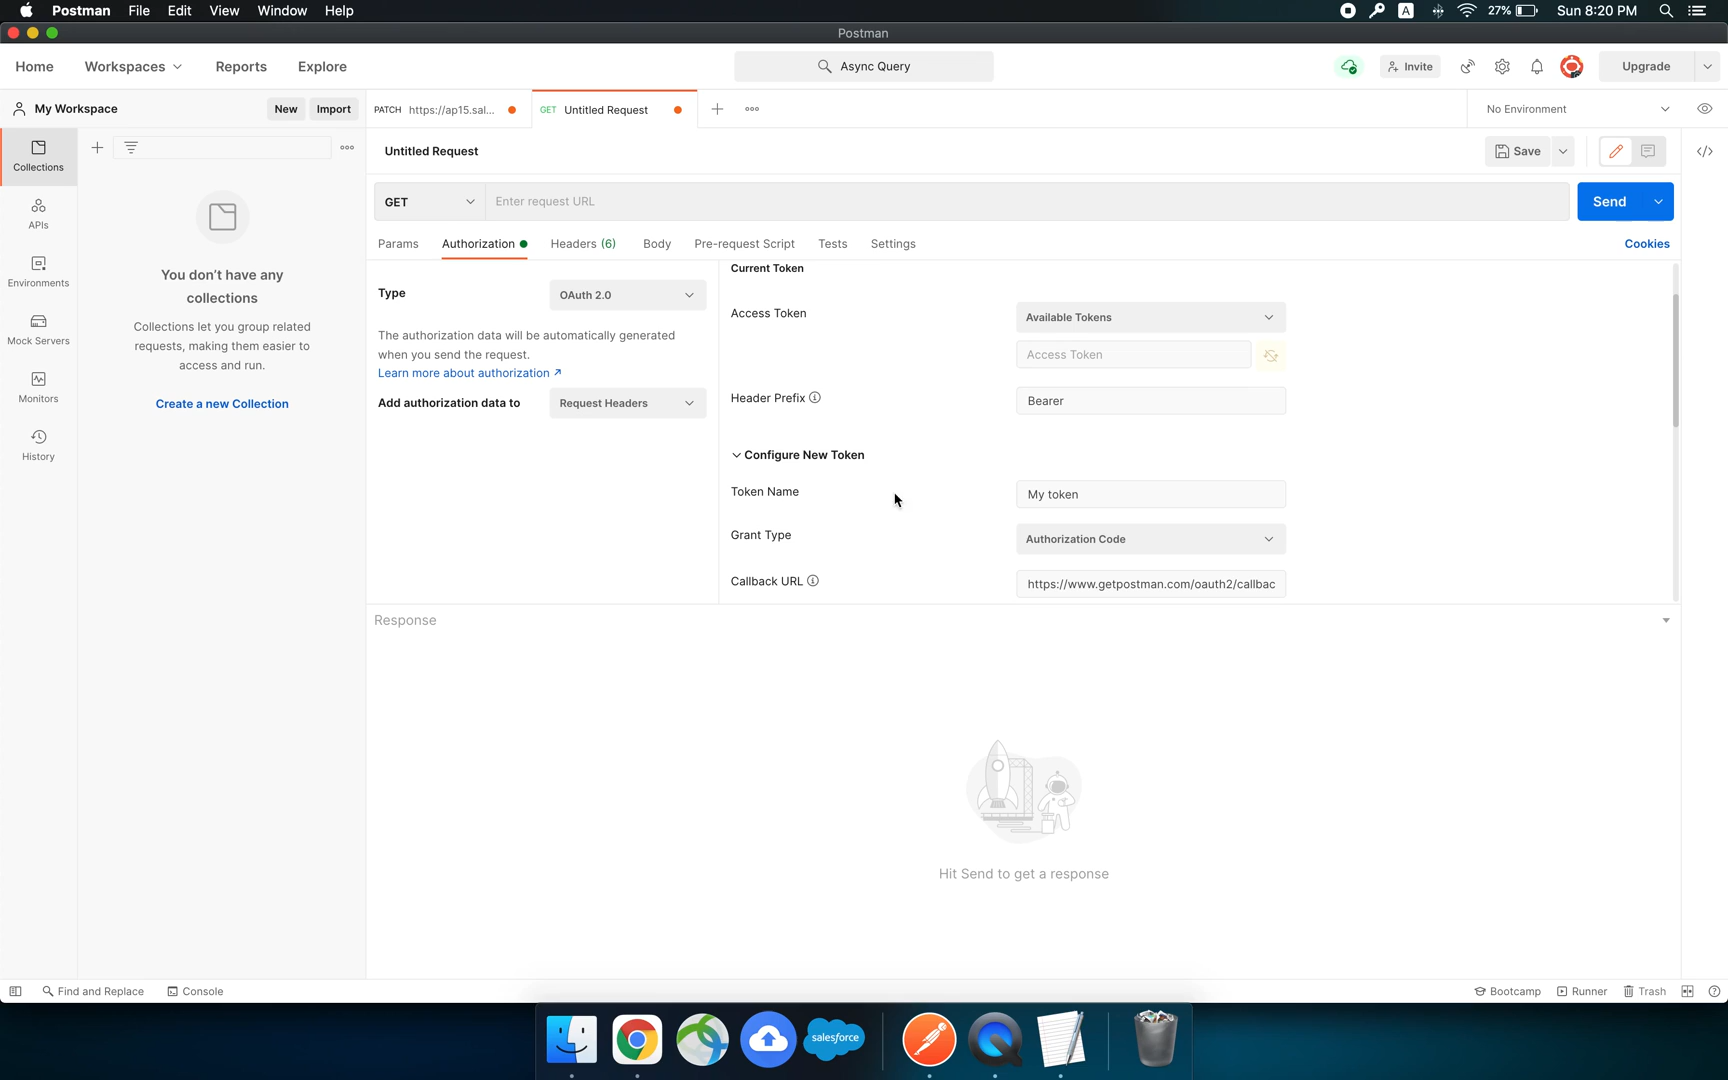 Postman File Edit View Window Help
A 27% Sun 8:20 PM
Postman
Home Workspaces Reports Explore
Async Query
Invite
Upgrade
My Workspace
New Import
PATCH https://ap15.sal...
GET Untitled Request
No Environment
Collections
APIs
Environments
Mock Servers
Monitors
History
You don't have any
collections
Collections let you group related
requests, making them easier to
access and run.
Create a new Collection
Untitled Request
Save
GET
Enter request URL
Send
Params Authorization Headers (6) Body Pre-request Script Tests Settings
Cookies
Type
OAuth 2.0
The authorization data will be automatically generated
when you send the request.
Learn more about authorization ↗
Add authorization data to
Request Headers
Current Token
Access Token
Available Tokens
Access Token
Header Prefix
Bearer
Configure New Token
Token Name
My token
Grant Type
Authorization Code
Callback URL
https://www.getpostman.com/oauth2/callbac
Response
Hit Send to get a response
Find and Replace
Console
Bootcamp
Runner
Trash
salesforce